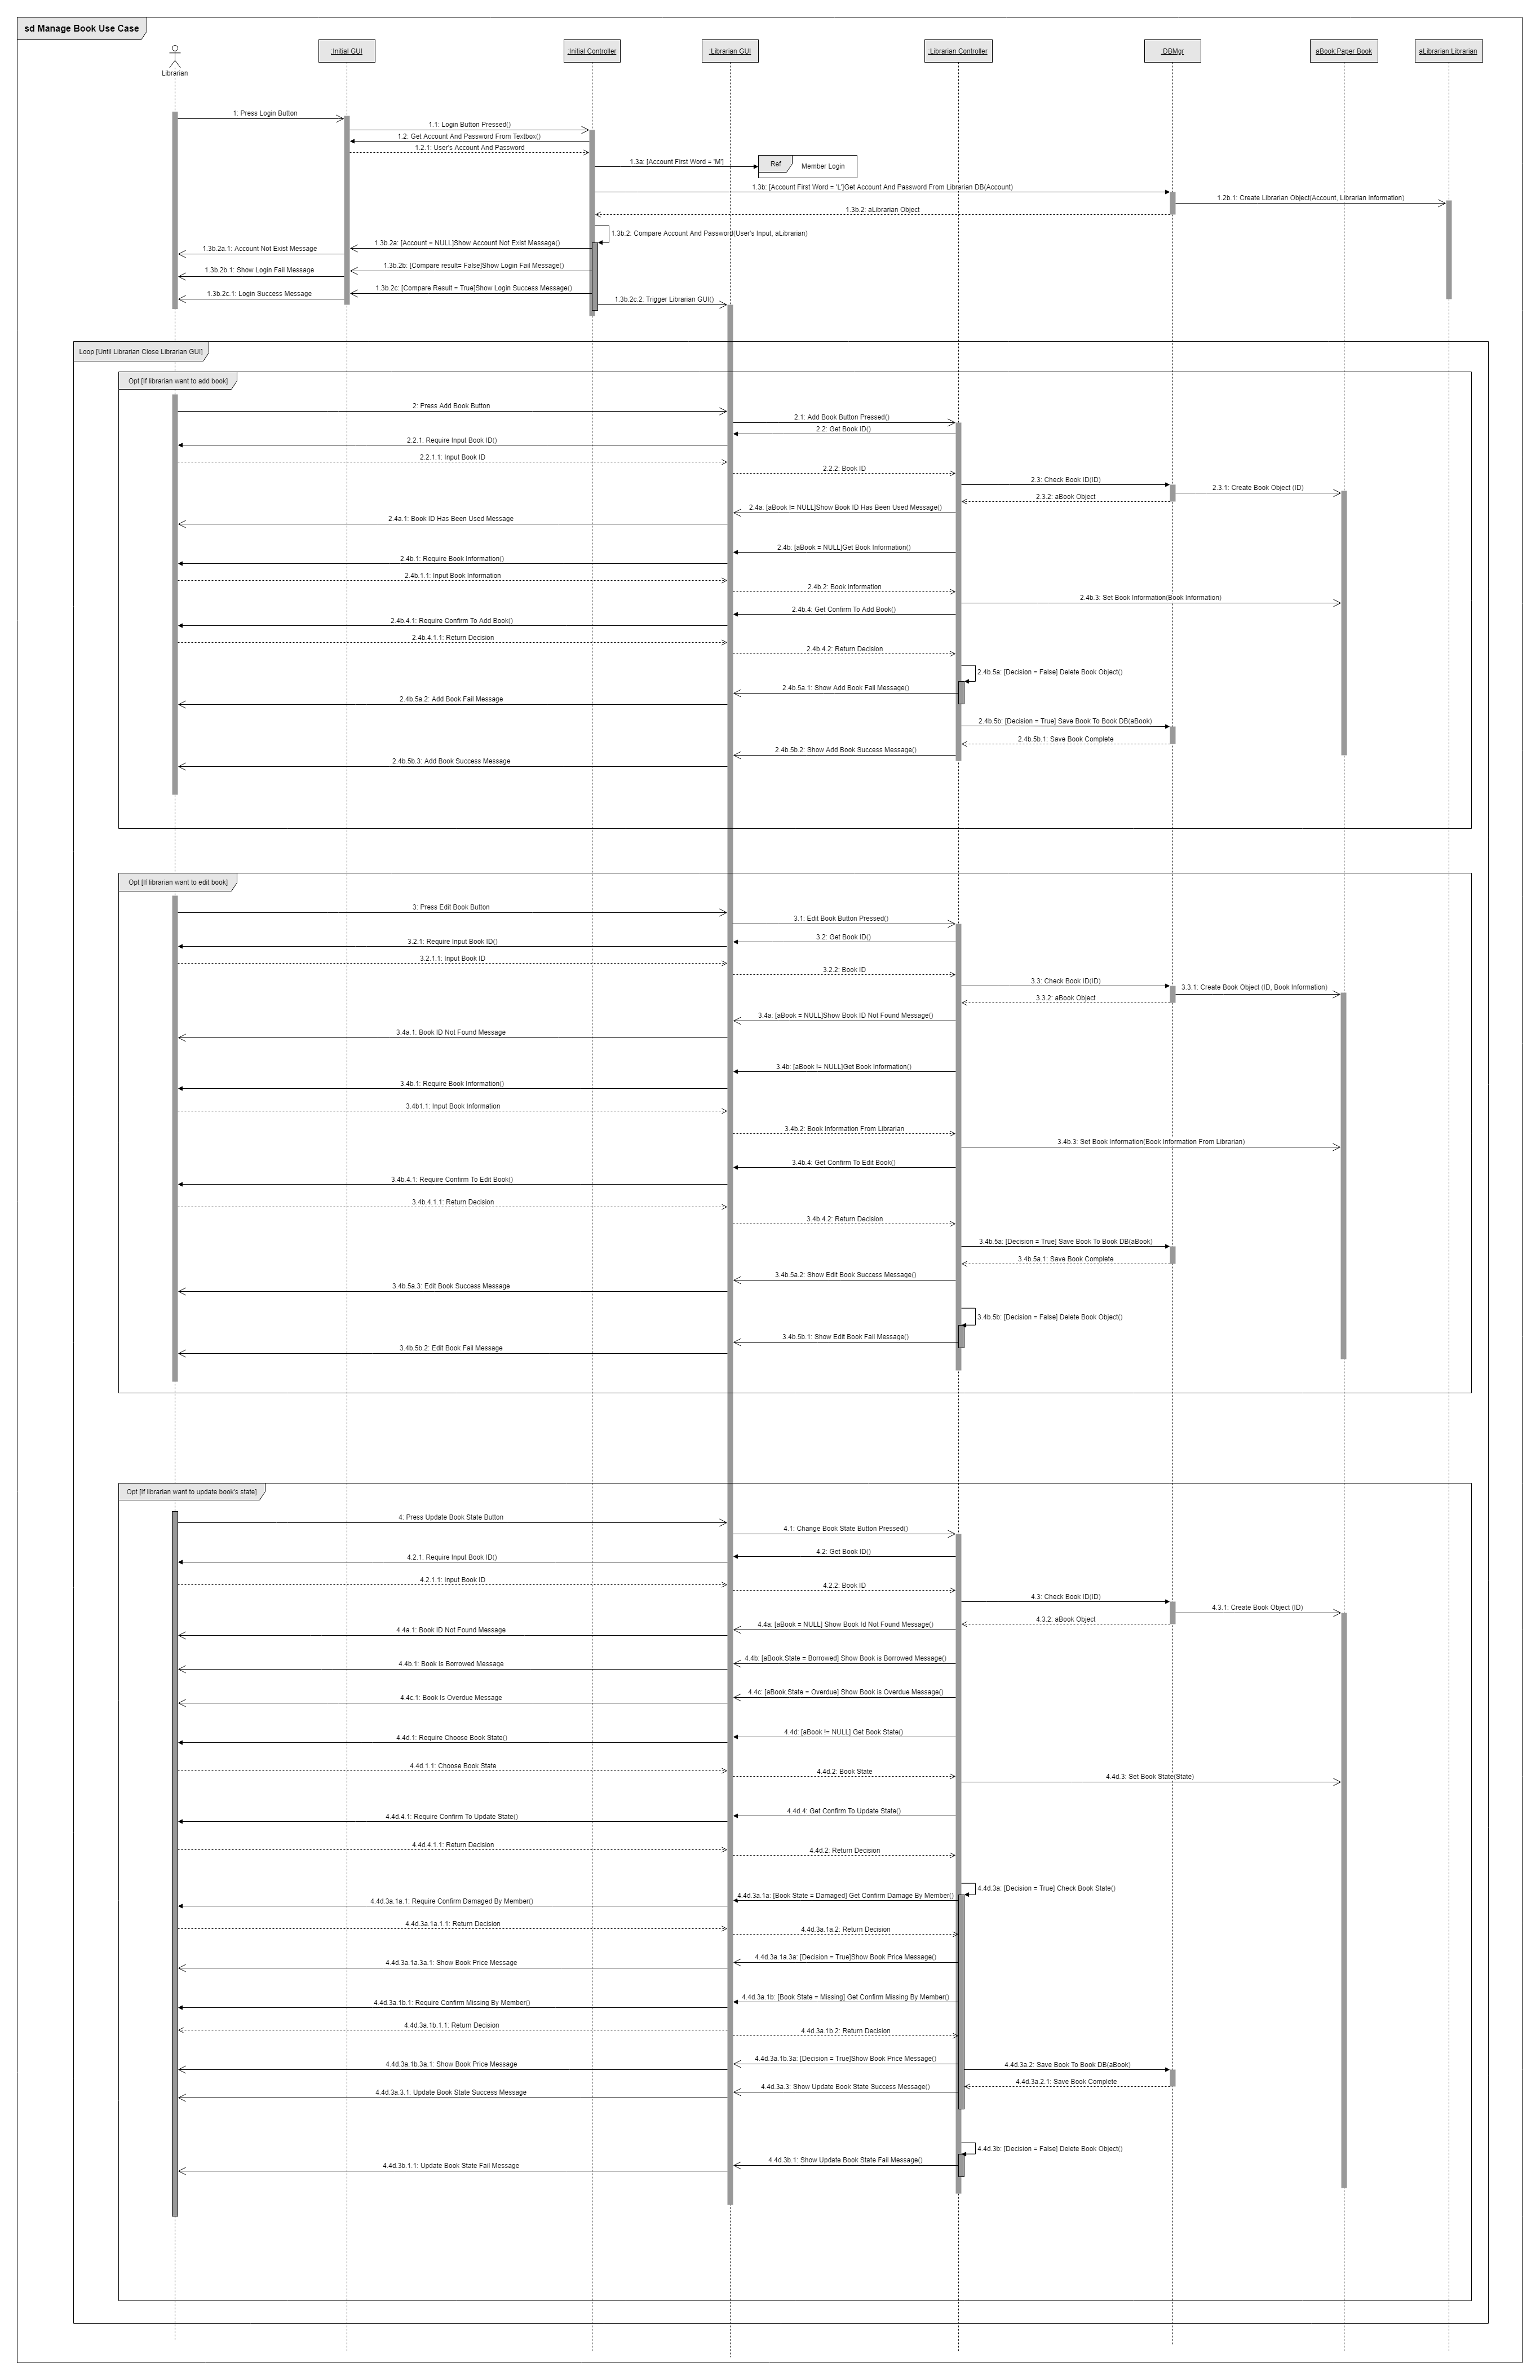 sd Manage Book Use Case
:Initial GUI
:Initial Controller
:Librarian GUI
:Librarian Controller
:DBMgr
aBook:Paper Book
aLibrarian:Librarian
Librarian
1: Press Login Button
1.1: Login Button Pressed()
1.2: Get Account And Password From Textbox()
1.2.1: User's Account And Password
1.3a: [Account First Word = 'M']
Ref
Member Login
1.3b: [Account First Word = 'L']Get Account And Password From Librarian DB(Account)
1.2b.1: Create Librarian Object(Account, Librarian Information)
1.3b.2: aLibrarian Object
1.3b.2: Compare Account And Password(User's Input, aLibrarian)
1.3b.2a: [Account = NULL]Show Account Not Exist Message()
1.3b.2a.1: Account Not Exist Message
1.3b.2b: [Compare result= False]Show Login Fail Message()
1.3b.2b.1: Show Login Fail Message
1.3b.2c: [Compare Result = True]Show Login Success Message()
1.3b.2c.1: Login Success Message
1.3b.2c.2: Trigger Librarian GUI()
Loop [Until Librarian Close Librarian GUI]
Opt [If librarian want to add book]
2: Press Add Book Button
2.1: Add Book Button Pressed()
2.2: Get Book ID()
2.2.1: Require Input Book ID()
2.2.1.1: Input Book ID
2.2.2: Book ID
2.3: Check Book ID(ID)
2.3.1: Create Book Object (ID)
2.3.2: aBook Object
2.4a: [aBook != NULL]Show Book ID Has Been Used Message()
2.4a.1: Book ID Has Been Used Message
2.4b: [aBook = NULL]Get Book Information()
2.4b.1: Require Book Information()
2.4b.1.1: Input Book Information
2.4b.2: Book Information
2.4b.3: Set Book Information(Book Information)
2.4b.4: Get Confirm To Add Book()
2.4b.4.1: Require Confirm To Add Book()
2.4b.4.1.1: Return Decision
2.4b.4.2: Return Decision
2.4b.5a: [Decision = False] Delete Book Object()
2.4b.5a.1: Show Add Book Fail Message()
2.4b.5a.2: Add Book Fail Message
2.4b.5b: [Decision = True] Save Book To Book DB(aBook)
2.4b.5b.1: Save Book Complete
2.4b.5b.2: Show Add Book Success Message()
2.4b.5b.3: Add Book Success Message
Opt [If librarian want to edit book]
3: Press Edit Book Button
3.1: Edit Book Button Pressed()
3.2: Get Book ID()
3.2.1: Require Input Book ID()
3.2.1.1: Input Book ID
3.2.2: Book ID
3.3: Check Book ID(ID)
3.3.1: Create Book Object (ID, Book Information)
3.3.2: aBook Object
3.4a: [aBook = NULL]Show Book ID Not Found Message()
3.4a.1: Book ID Not Found Message
3.4b: [aBook != NULL]Get Book Information()
3.4b.1: Require Book Information()
3.4b1.1: Input Book Information
3.4b.2: Book Information From Librarian
3.4b.3: Set Book Information(Book Information From Librarian)
3.4b.4: Get Confirm To Edit Book()
3.4b.4.1: Require Confirm To Edit Book()
3.4b.4.1.1: Return Decision
3.4b.4.2: Return Decision
3.4b.5a: [Decision = True] Save Book To Book DB(aBook)
3.4b.5a.1: Save Book Complete
3.4b.5a.2: Show Edit Book Success Message()
3.4b.5a.3: Edit Book Success Message
3.4b.5b: [Decision = False] Delete Book Object()
3.4b.5b.1: Show Edit Book Fail Message()
3.4b.5b.2: Edit Book Fail Message
Opt [If librarian want to update book's state]
4: Press Update Book State Button
4.1: Change Book State Button Pressed()
4.2: Get Book ID()
4.2.1: Require Input Book ID()
4.2.1.1: Input Book ID
4.2.2: Book ID
4.3: Check Book ID(ID)
4.3.1: Create Book Object (ID)
4.3.2: aBook Object
4.4a: [aBook = NULL] Show Book Id Not Found Message()
4.4a.1: Book ID Not Found Message
4.4b: [aBook.State = Borrowed] Show Book is Borrowed Message()
4.4b.1: Book Is Borrowed Message
4.4c: [aBook.State = Overdue] Show Book is Overdue Message()
4.4c.1: Book Is Overdue Message
4.4d: [aBook != NULL] Get Book State()
4.4d.1: Require Choose Book State()
4.4d.1.1: Choose Book State
4.4d.2: Book State
4.4d.3: Set Book State(State)
4.4d.4: Get Confirm To Update State()
4.4d.4.1: Require Confirm To Update State()
4.4d.4.1.1: Return Decision
4.4d.2: Return Decision
4.4d.3a: [Decision = True] Check Book State()
4.4d.3a.1a: [Book State = Damaged] Get Confirm Damage By Member()
4.4d.3a.1a.1: Require Confirm Damaged By Member()
4.4d.3a.1a.1.1: Return Decision
4.4d.3a.1a.2: Return Decision
4.4d.3a.1a.3a: [Decision = True]Show Book Price Message()
4.4d.3a.1a.3a.1: Show Book Price Message
4.4d.3a.1b: [Book State = Missing] Get Confirm Missing By Member()
4.4d.3a.1b.1: Require Confirm Missing By Member()
4.4d.3a.1b.1.1: Return Decision
4.4d.3a.1b.2: Return Decision
4.4d.3a.1b.3a: [Decision = True]Show Book Price Message()
4.4d.3a.1b.3a.1: Show Book Price Message
4.4d.3a.2: Save Book To Book DB(aBook)
4.4d.3a.2.1: Save Book Complete
4.4d.3a.3: Show Update Book State Success Message()
4.4d.3a.3.1: Update Book State Success Message
4.4d.3b: [Decision = False] Delete Book Object()
4.4d.3b.1: Show Update Book State Fail Message()
4.4d.3b.1.1: Update Book State Fail Message